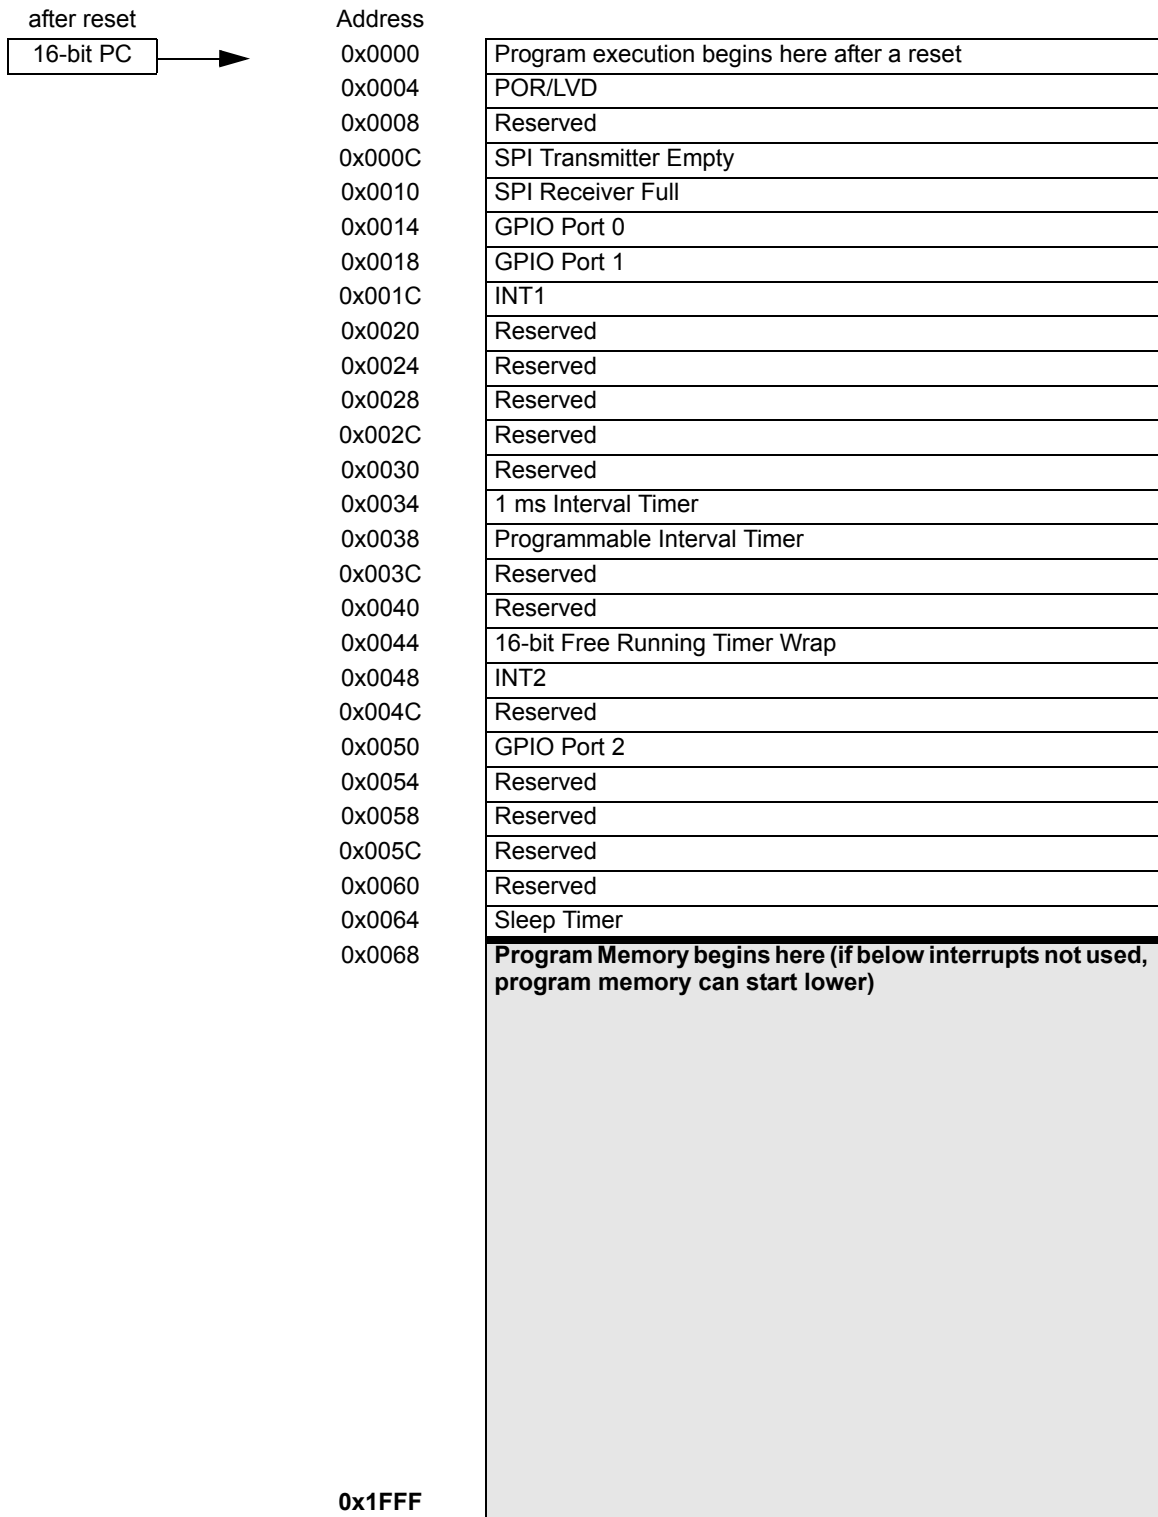 after reset Address
16-bit PC 0x0000 Program execution begins here after a reset
0x0004 POR/LVD
0x0008 Reserved
0x000C SPI Transmitter Empty
0x0010 SPI Receiver Full
0x0014 GPIO Port 0
0x0018 GPIO Port 1
0x001C INT1
0x0020 Reserved
0x0024 Reserved
0x0028 Reserved
0x002C Reserved
0x0030 Reserved
0x0034 1 ms Interval Timer
0x0038 Programmable Interval Timer
0x003C Reserved
0x0040 Reserved
0x0044 16-bit Free Running Timer Wrap
0x0048 INT2
0x004C Reserved
0x0050 GPIO Port 2
0x0054 Reserved
0x0058 Reserved
0x005C Reserved
0x0060 Reserved
0x0064 Sleep Timer
0x0068 Program Memory begins here (if below interrupts not used,
program memory can start lower)
0x1FFF